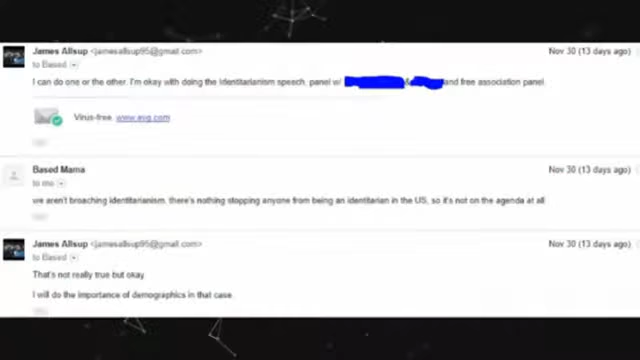 James Allsup <jamesallsup95@gmail.com> Nov 30 (13 days ago)
to Based
I can do one or the other. I'm okay with doing the Identitarianism speech, panel w/ & and free association panel.
Virus-free. www.avg.com
Based Mama Nov 30 (13 days ago)
to me
we aren't broaching identitarianism. there's nothing stopping anyone from being an identitarian in the US, so it's not on the agenda at all
James Allsup <jamesallsup95@gmail.com> Nov 30 (13 days ago)
to Based
That's not really true but okay.
I will do the importance of demographics in that case.